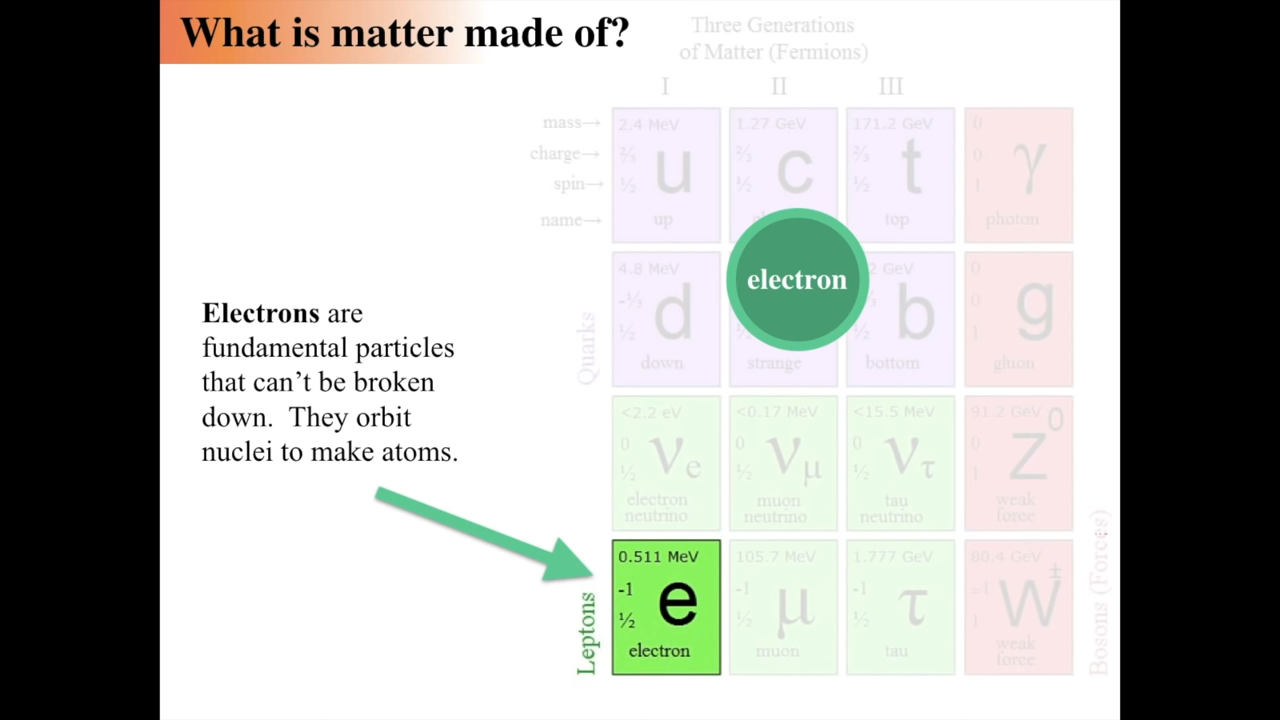 What is matter made of?
Three Generations
of Matter (Fermions)
I II III
mass→
charge→
spin→
name→
2.4 MeV
⅔
½
u
up
1.27 GeV
⅔
½
c
171.2 GeV
⅔
½
t
top
0
0
1
γ
photon
Quarks
4.8 MeV
-⅓
½
d
down
electron
strange
GeV
b
bottom
0
0
1
g
gluon
Electrons are
fundamental particles
that can't be broken
down. They orbit
nuclei to make atoms.
<2.2 eV
0
½
νe
electron
neutrino
<0.17 MeV
0
½
νμ
muon
neutrino
<15.5 MeV
0
½
ντ
tau
neutrino
91.2 GeV
0
1
Z0
weak
force
Leptons
0.511 MeV
-1
½
e
electron
105.7 MeV
-1
½
μ
muon
1.777 GeV
-1
½
τ
tau
80.4 GeV
±1
1
W±
weak
force
Bosons (Forces)